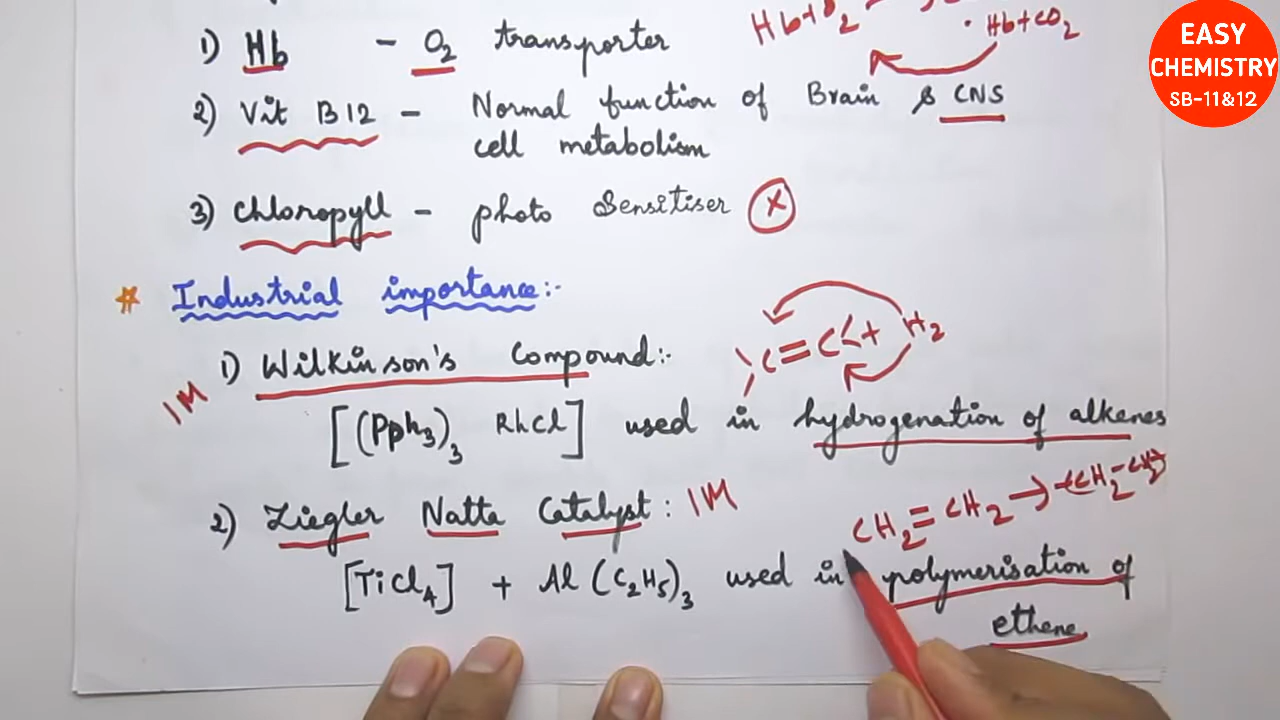 Hb+O2
Hb+CO2
EASY
CHEMISTRY
SB-11&12
1) Hb - O2 transporter
2) Vit B12 - Normal function of Brain & CNS
cell metabolism
3) Chloropyll - photo Sensitiser (x)
* Industrial importance:-
1) Wilkinson's Compound:-
C=C< + H2
1M
[(Pph3)3 RhCl] used in hydrogenation of alkenes
2) Ziegler Natta Catalyst: 1M
CH2=CH2 → (CH2-CH2)
[TiCl4] + Al(C2H5)3 used in polymerisation of
ethene